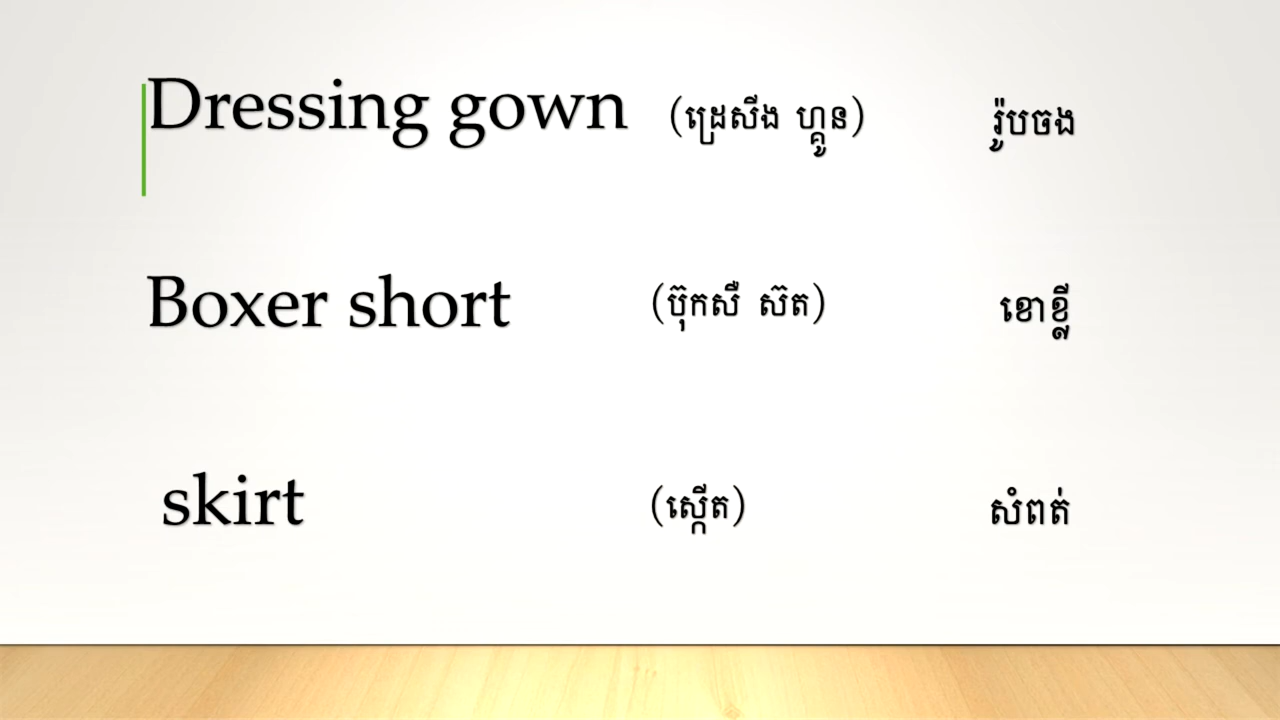 Dressing gown (ដ្រេសីង ហ្គូន) រ៉ូបចង
Boxer short (ប៊ុកសឺ ស៊ត) ខោខ្លី
skirt (ស្កើត) សំពត់